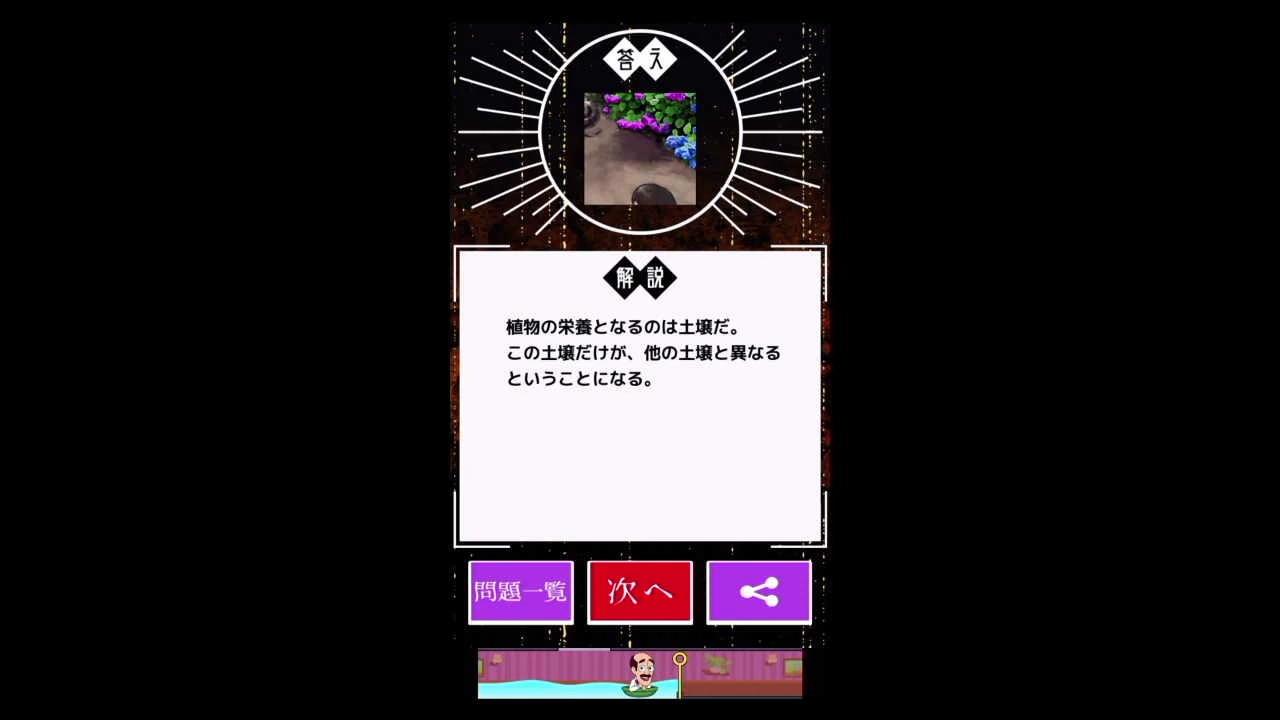 答え
解説
植物の栄養となるのは土壌だ。
この土壌だけが、他の土壌と異なる
ということになる。
問題一覧
次へ